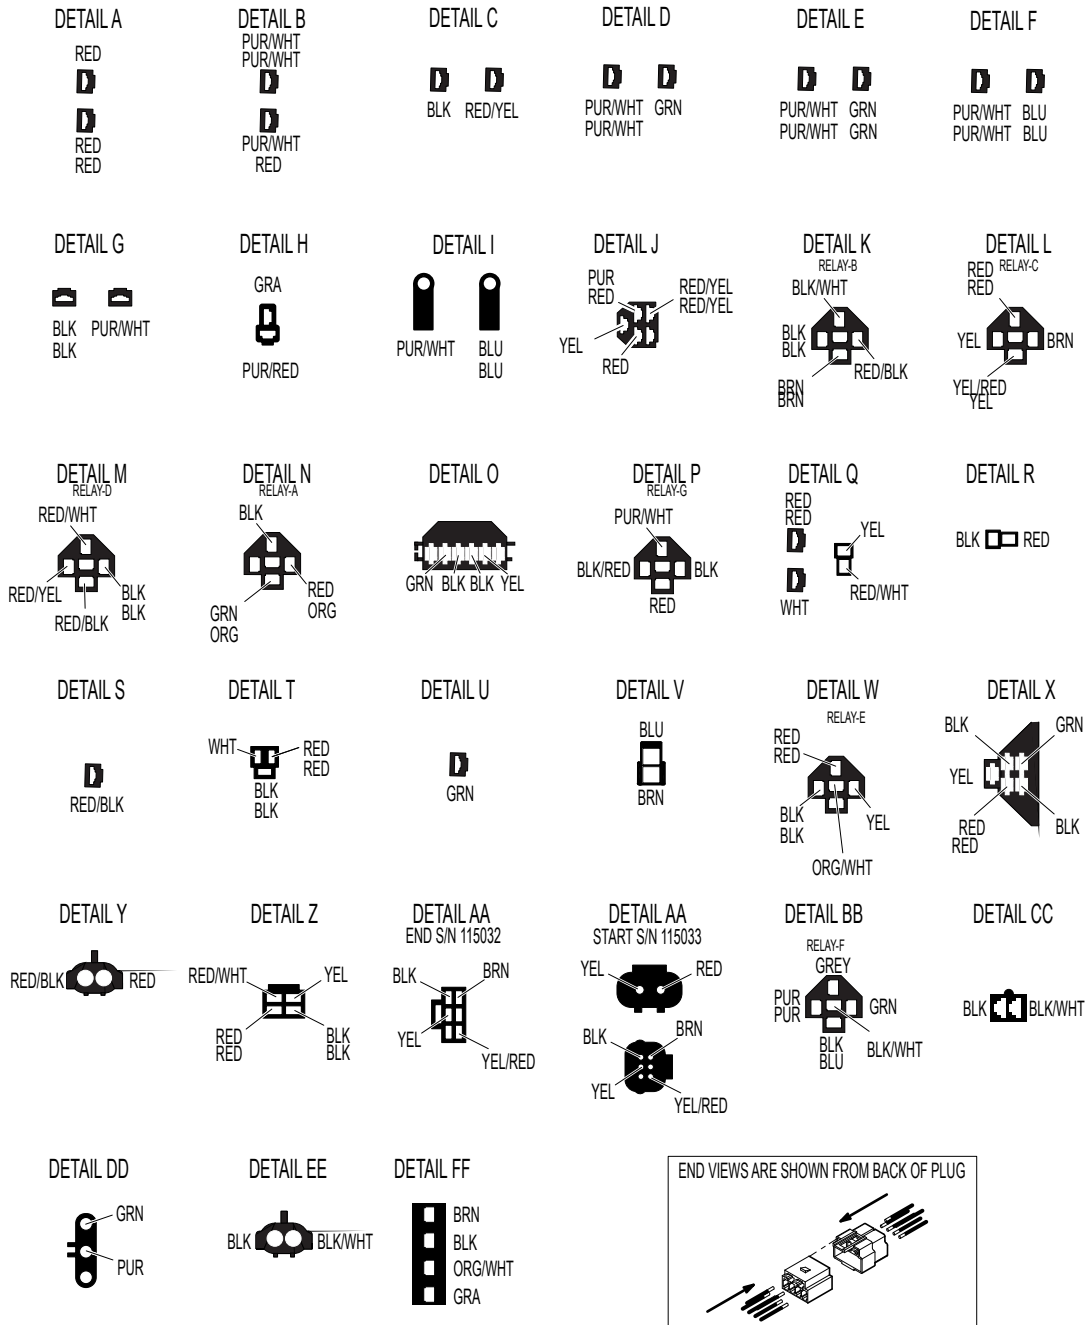 DETAIL A
RED
RED
RED
DETAIL B
PUR/WHT
PUR/WHT
PUR/WHT
RED
DETAIL C
BLK RED/YEL
DETAIL D
PUR/WHT GRN
PUR/WHT
DETAIL E
PUR/WHT GRN
PUR/WHT GRN
DETAIL F
PUR/WHT BLU
PUR/WHT BLU
DETAIL G
BLK PUR/WHT
BLK
DETAIL H
GRA
PUR/RED
DETAIL I
PUR/WHT BLU
BLU
DETAIL J
PUR
RED
RED/YEL
RED/YEL
YEL
RED
DETAIL K
RELAY-B
BLK/WHT
BLK
BLK
RED/BLK
BRN
BRN
DETAIL L
RELAY-C
RED
RED
YEL
BRN
YEL/RED
YEL
DETAIL M
RELAY-D
RED/WHT
RED/YEL
BLK
BLK
RED/BLK
DETAIL N
RELAY-A
BLK
RED
ORG
GRN
ORG
DETAIL O
GRN BLK BLK YEL
DETAIL P
RELAY-G
PUR/WHT
BLK/RED
BLK
RED
DETAIL Q
RED
RED
YEL
WHT
RED/WHT
DETAIL R
BLK RED
DETAIL S
RED/BLK
DETAIL T
WHT
RED
RED
BLK
BLK
DETAIL U
GRN
DETAIL V
BLU
BRN
DETAIL W
RELAY-E
RED
RED
BLK
BLK
YEL
ORG/WHT
DETAIL X
BLK
GRN
YEL
RED
RED
BLK
DETAIL Y
RED/BLK RED
DETAIL Z
RED/WHT
YEL
RED
RED
BLK
BLK
DETAIL AA
END S/N 115032
BLK
BRN
YEL
YEL/RED
DETAIL AA
START S/N 115033
YEL
RED
BLK
BRN
YEL
YEL/RED
DETAIL BB
RELAY-F
GREY
PUR
PUR
GRN
BLK
BLU
BLK/WHT
DETAIL CC
BLK BLK/WHT
DETAIL DD
GRN
PUR
DETAIL EE
BLK BLK/WHT
DETAIL FF
BRN
BLK
ORG/WHT
GRA
END VIEWS ARE SHOWN FROM BACK OF PLUG